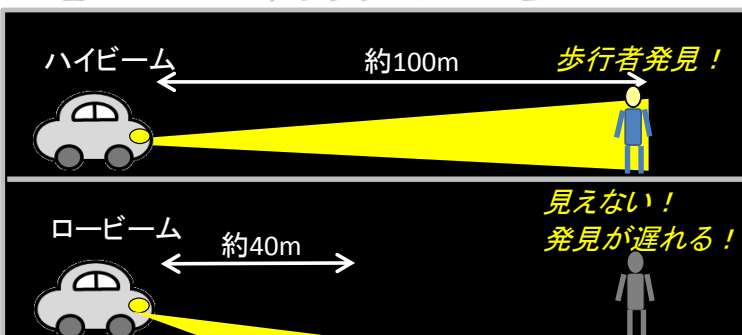 ハイビーム
約100m
歩行者発見！
ロービーム
約40m
見えない！
発見が遅れる！